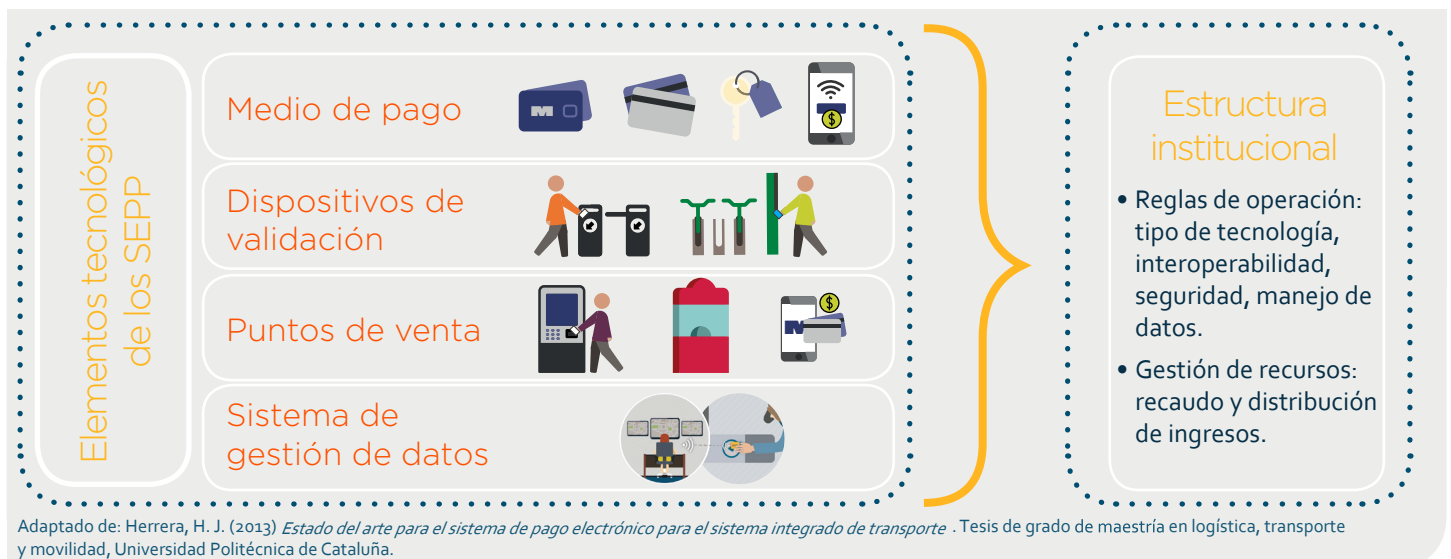 Elementos tecnológicos
de los SEPP
Medio de pago
M
$
Dispositivos de
validación
Puntos de venta
$
M
Sistema de
gestión de datos
Estructura
institucional
• Reglas de operación:
tipo de tecnología,
interoperabilidad,
seguridad, manejo de
datos.
• Gestión de recursos:
recaudo y distribución
de ingresos.
Adaptado de: Herrera, H. J. (2013) Estado del arte para el sistema de pago electrónico para el sistema integrado de transporte . Tesis de grado de maestría en logística, transporte
y movilidad, Universidad Politécnica de Cataluña.